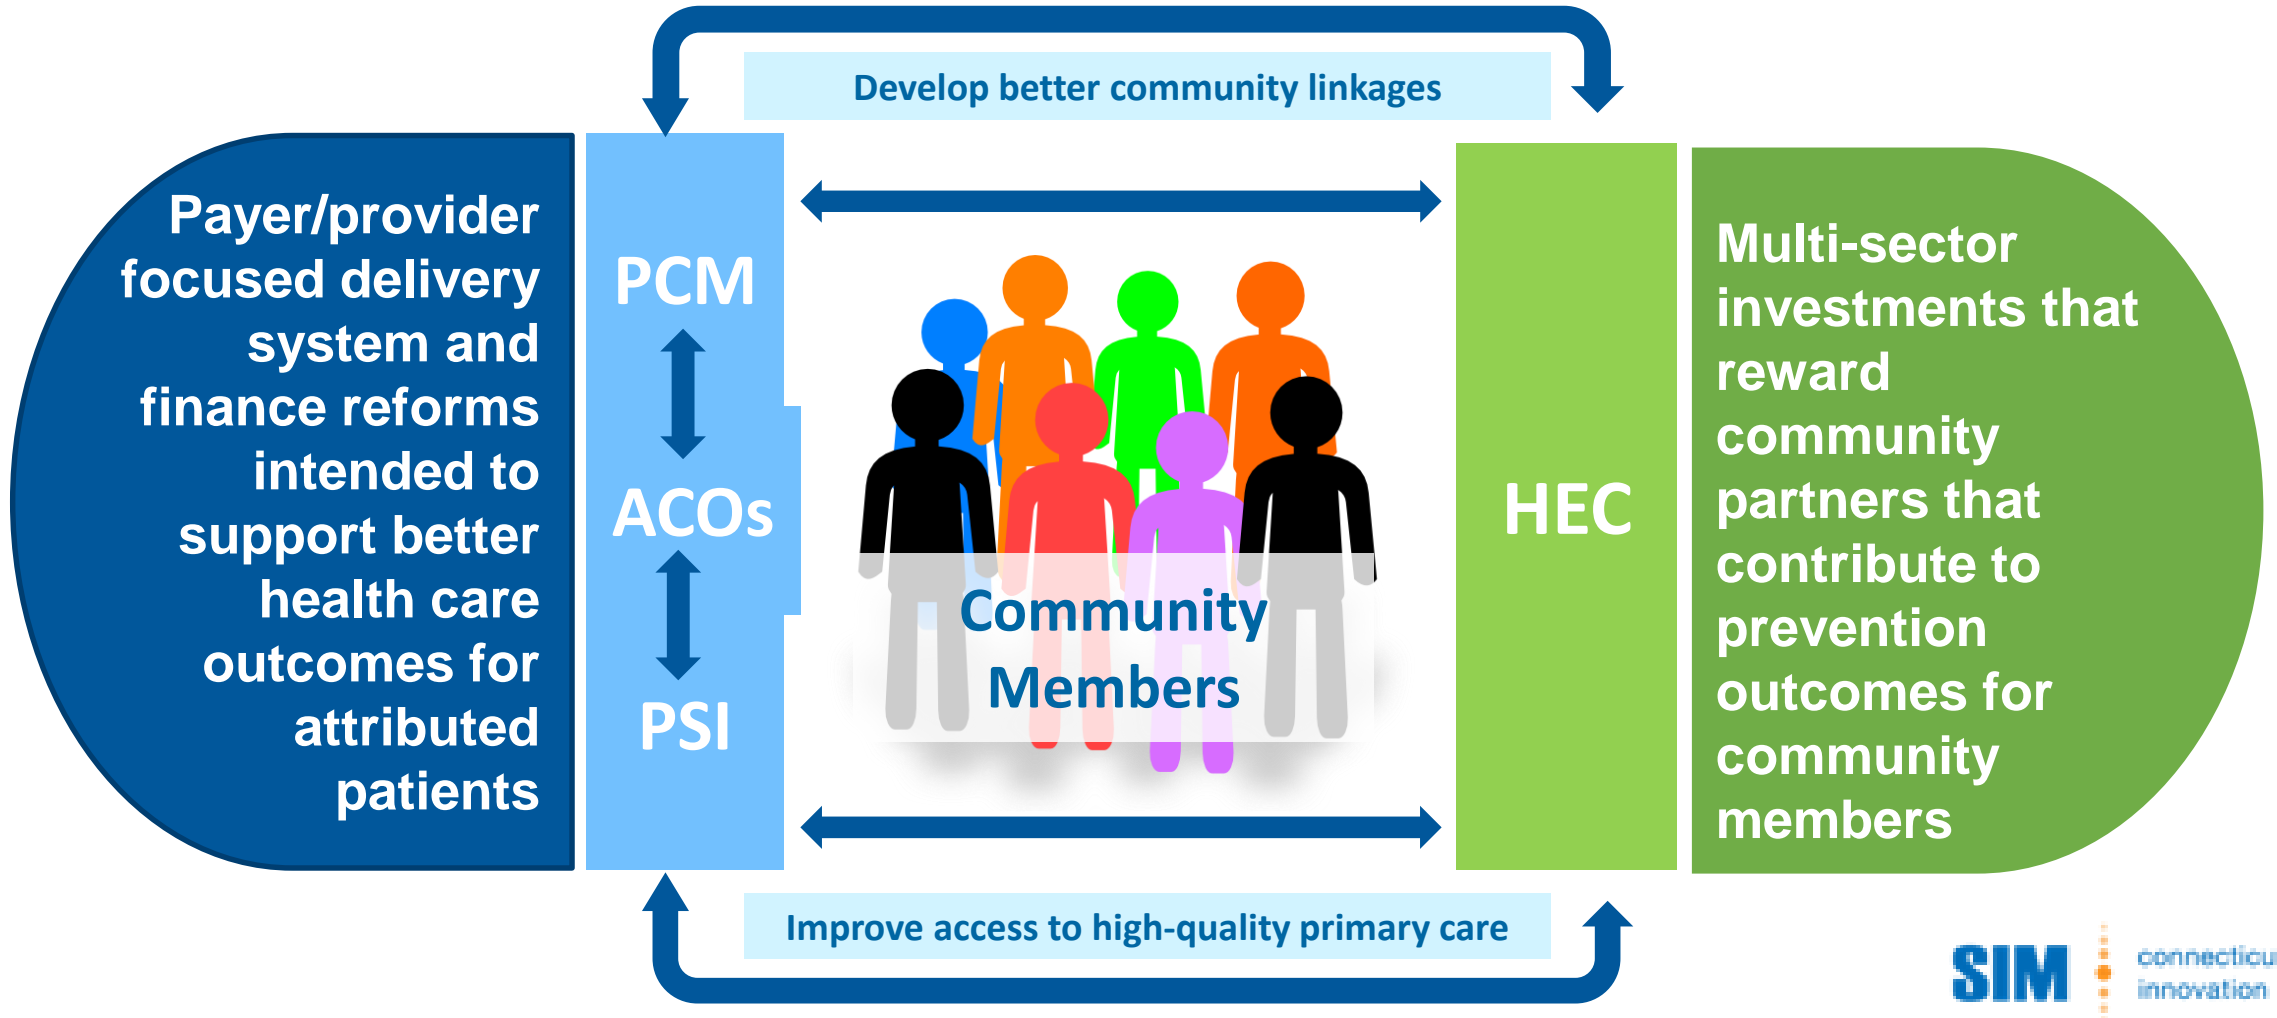 Develop better community linkages
Payer/provider
focused delivery
system and
finance reforms
intended to
support better
health care
outcomes for
attributed
patients
PCM
ACOs
PSI
Community
Members
HEC
Multi-sector
investments that
reward
community
partners that
contribute to
prevention
outcomes for
community
members
Improve access to high-quality primary care
SIM
connecticu
innovation